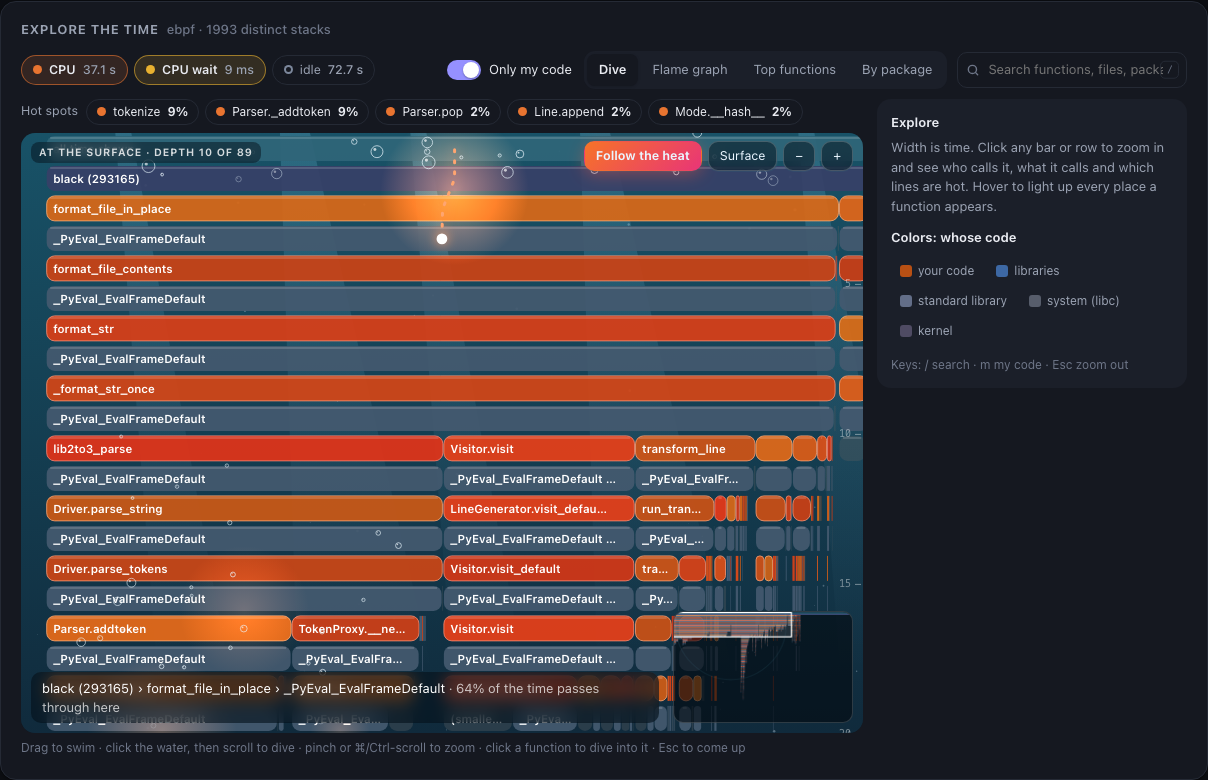 EXPLORE THE TIME ebpf · 1993 distinct stacks
CPU 37.1 s CPU wait 9 ms idle 72.7 s Only my code Dive Flame graph Top functions By package Search functions, files, pack /
Hot spots tokenize 9% Parser._addtoken 9% Parser.pop 2% Line.append 2% Mode.__hash__ 2%
AT THE SURFACE · DEPTH 10 OF 89 Follow the heat Surface − +
black (293165)
format_file_in_place
_PyEval_EvalFrameDefault
format_file_contents
5
_PyEval_EvalFrameDefault
format_str
_PyEval_EvalFrameDefault
_format_str_once
_PyEval_EvalFrameDefault
10
lib2to3_parse Visitor.visit transform_line
_PyEval_EvalFrameDefault _PyEval_EvalFrameDefault ... _PyEval_EvalFr...
Driver.parse_string LineGenerator.visit_defau... run_tran...
_PyEval_EvalFrameDefault _PyEval_EvalFrameDefault ... _PyEval_...
Driver.parse_tokens Visitor.visit_default tra...
15
_PyEval_EvalFrameDefault _PyEval_EvalFrameDefault ... _Py...
Parser.addtoken TokenProxy.__ne... Visitor.visit
_PyEval_EvalFrameDefault _PyEval_EvalFra... _PyEval_EvalFrameDefault ...
black (293165) › format_file_in_place › _PyEval_EvalFrameDefault · 64% of the time passes
through here
_PyEval_EvalFrameDefault _PyEval_Eva... (smalle... _PyEva...
20
Drag to swim · click the water, then scroll to dive · pinch or ⌘/Ctrl-scroll to zoom · click a function to dive into it · Esc to come up
Explore
Width is time. Click any bar or row to zoom in
and see who calls it, what it calls and which
lines are hot. Hover to light up every place a
function appears.
Colors: whose code
your code libraries
standard library system (libc)
kernel
Keys: / search · m my code · Esc zoom out